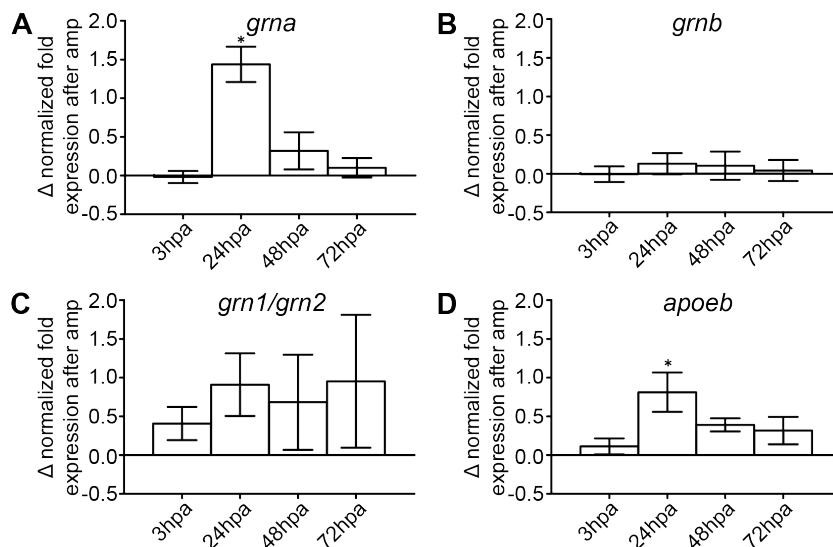 A
grna
Δ normalized fold
expression after amp
2.0
*
1.5
1.0
0.5
0.0
-0.5
3hpa
24hpa
48hpa
72hpa
B
grnb
Δ normalized fold
expression after amp
2.0
1.5
1.0
0.5
0.0
-0.5
3hpa
24hpa
48hpa
72hpa
C
grn1/grn2
Δ normalized fold
expression after amp
2.0
1.5
1.0
0.5
0.0
-0.5
3hpa
24hpa
48hpa
72hpa
D
apoeb
Δ normalized fold
expression after amp
2.0
1.5
*
1.0
0.5
0.0
-0.5
3hpa
24hpa
48hpa
72hpa